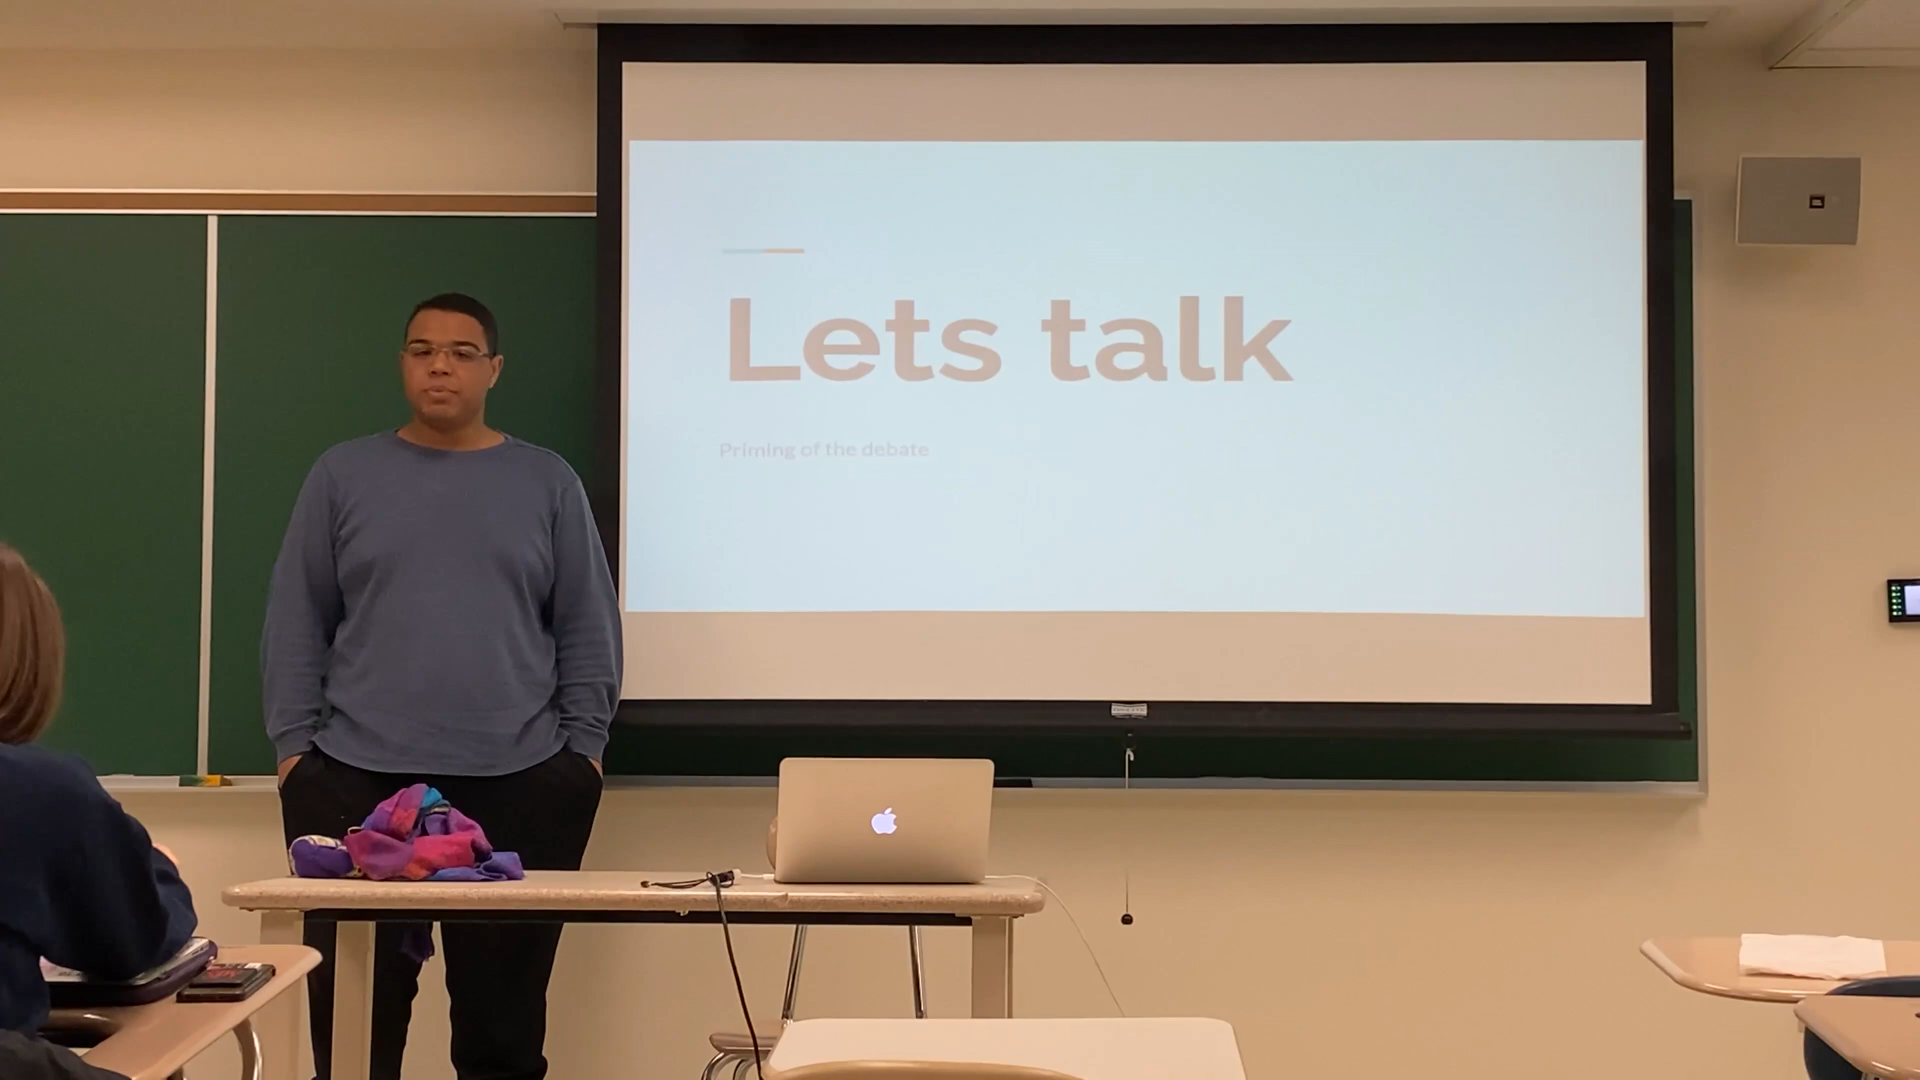 Lets talk
Priming of the debate